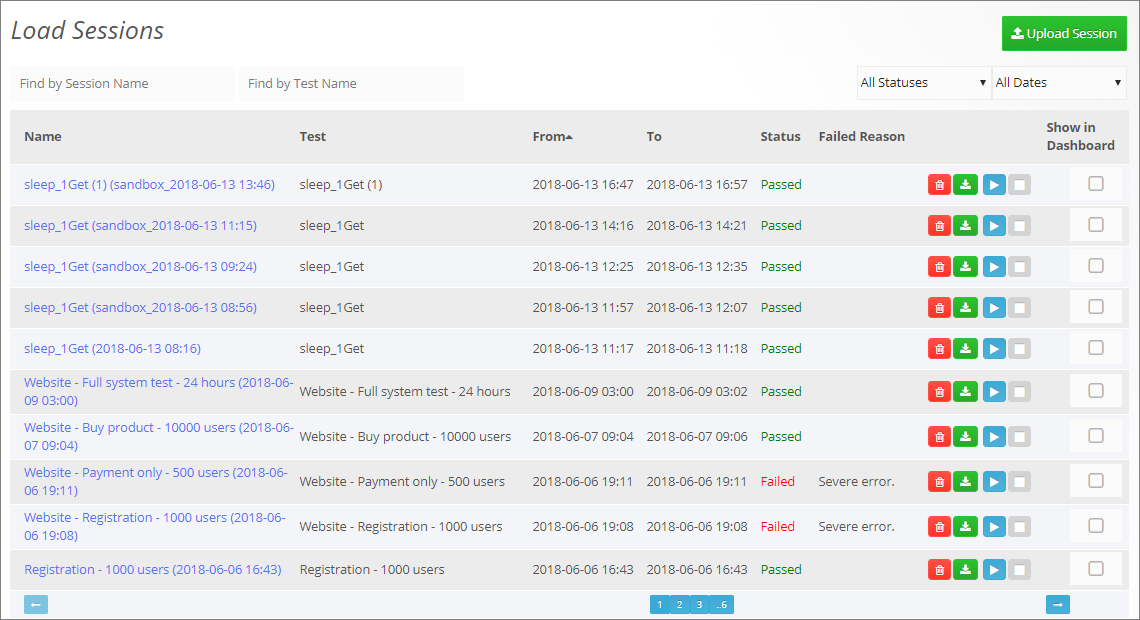 Load Sessions
Upload Session
Find by Session Name Find by Test Name All Statuses All Dates
Name Test From To Status Failed Reason Show in
Dashboard
sleep_1Get (1) (sandbox_2018-06-13 13:46) sleep_1Get (1) 2018-06-13 16:47 2018-06-13 16:57 Passed
sleep_1Get (sandbox_2018-06-13 11:15) sleep_1Get 2018-06-13 14:16 2018-06-13 14:21 Passed
sleep_1Get (sandbox_2018-06-13 09:24) sleep_1Get 2018-06-13 12:25 2018-06-13 12:35 Passed
sleep_1Get (sandbox_2018-06-13 08:56) sleep_1Get 2018-06-13 11:57 2018-06-13 12:07 Passed
sleep_1Get (2018-06-13 08:16) sleep_1Get 2018-06-13 11:17 2018-06-13 11:18 Passed
Website - Full system test - 24 hours (2018-06-
09 03:00) Website - Full system test - 24 hours 2018-06-09 03:00 2018-06-09 03:02 Passed
Website - Buy product - 10000 users (2018-06-
07 09:04) Website - Buy product - 10000 users 2018-06-07 09:04 2018-06-07 09:06 Passed
Website - Payment only - 500 users (2018-06-
06 19:11) Website - Payment only - 500 users 2018-06-06 19:11 2018-06-06 19:11 Failed Severe error.
Website - Registration - 1000 users (2018-06-
06 19:08) Website - Registration - 1000 users 2018-06-06 19:08 2018-06-06 19:08 Failed Severe error.
Registration - 1000 users (2018-06-06 16:43) Registration - 1000 users 2018-06-06 16:43 2018-06-06 16:43 Passed
← 1 2 3 ..6 →